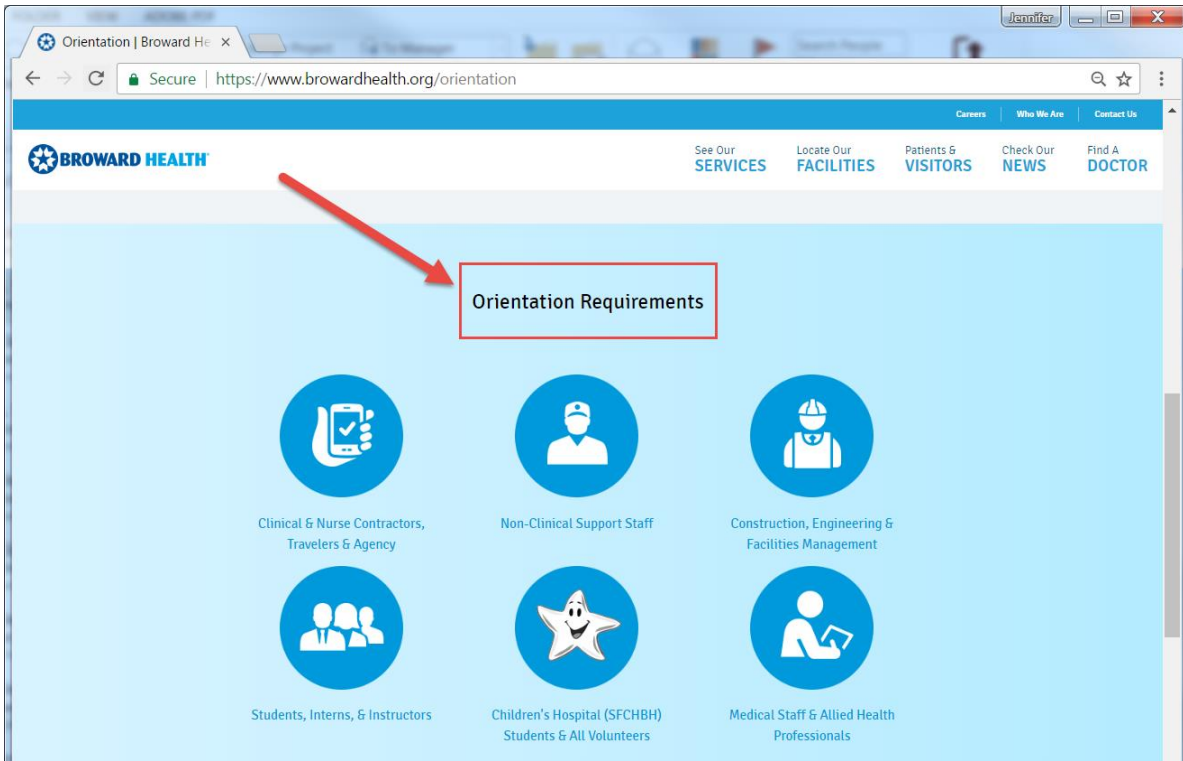 Jennifer
Orientation | Broward He
Secure | https://www.browardhealth.org/orientation
Careers | Who We Are | Contact Us
BROWARD HEALTH
See Our
SERVICES
Locate Our
FACILITIES
Patients &
VISITORS
Check Our
NEWS
Find A
DOCTOR
Orientation Requirements
Clinical & Nurse Contractors,
Travelers & Agency
Non-Clinical Support Staff
Construction, Engineering &
Facilities Management
Students, Interns, & Instructors
Children's Hospital (SFCHBH)
Students & All Volunteers
Medical Staff & Allied Health
Professionals